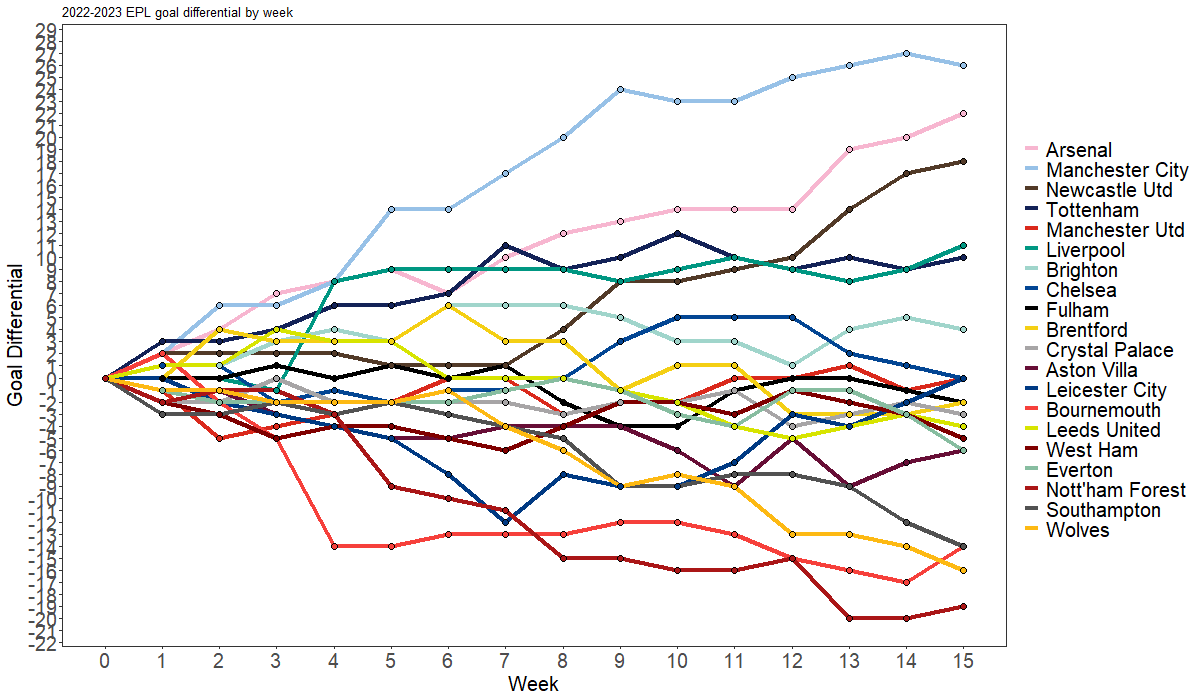 2022-2023 EPL goal differential by week
29
28
27
26
25
24
23
22
21
20
19
18
17
16
15
14
13
12
11
10
9
8
7
6
5
4
3
2
1
0
-1
-2
-3
-4
-5
-6
-7
-8
-9
-10
-11
-12
-13
-14
-15
-16
-17
-18
-19
-20
-21
-22
Goal Differential
0 1 2 3 4 5 6 7 8 9 10 11 12 13 14 15
Week
Arsenal
Manchester City
Newcastle Utd
Tottenham
Manchester Utd
Liverpool
Brighton
Chelsea
Fulham
Brentford
Crystal Palace
Aston Villa
Leicester City
Bournemouth
Leeds United
West Ham
Everton
Nott'ham Forest
Southampton
Wolves